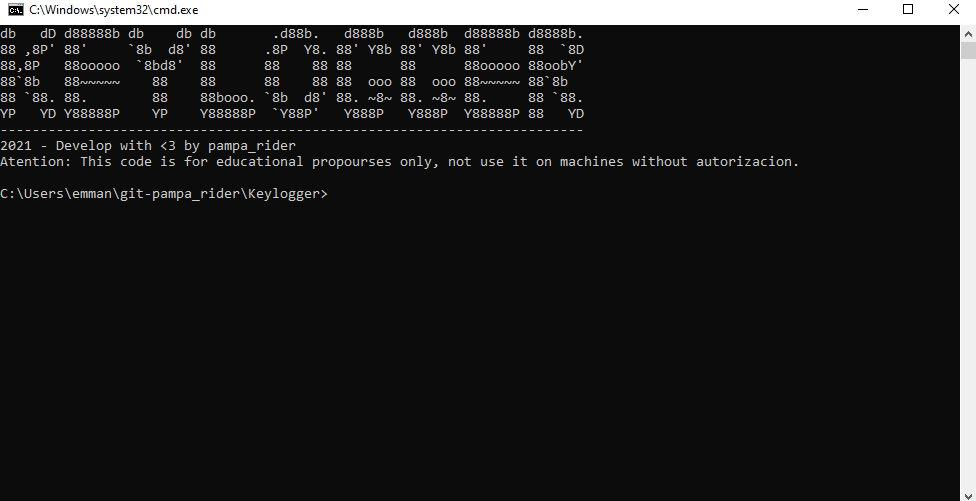 C:\Windows\system32\cmd.exe
db   dD d88888b db    db db       .d88b.   d888b   d888b  d88888b d8888b.
88 ,8P' 88'     `8b  d8' 88      .8P  Y8. 88' Y8b 88' Y8b 88'     88  `8D
88,8P   88ooooo  `8bd8'  88      88    88 88      88      88ooooo 88oobY'
88`8b   88~~~~~    88    88      88    88 88  ooo 88  ooo 88~~~~~ 88`8b
88 `88. 88.        88    88booo. `8b  d8' 88. ~8~ 88. ~8~ 88.     88 `88.
YP   YD Y88888P    YP    Y88888P  `Y88P'   Y888P   Y888P  Y88888P 88   YD
-------------------------------------------------------------------------
2021 - Develop with <3 by pampa_rider
Atention: This code is for educational propourses only, not use it on machines without autorizacion.
C:\Users\emman\git-pampa_rider\Keylogger>